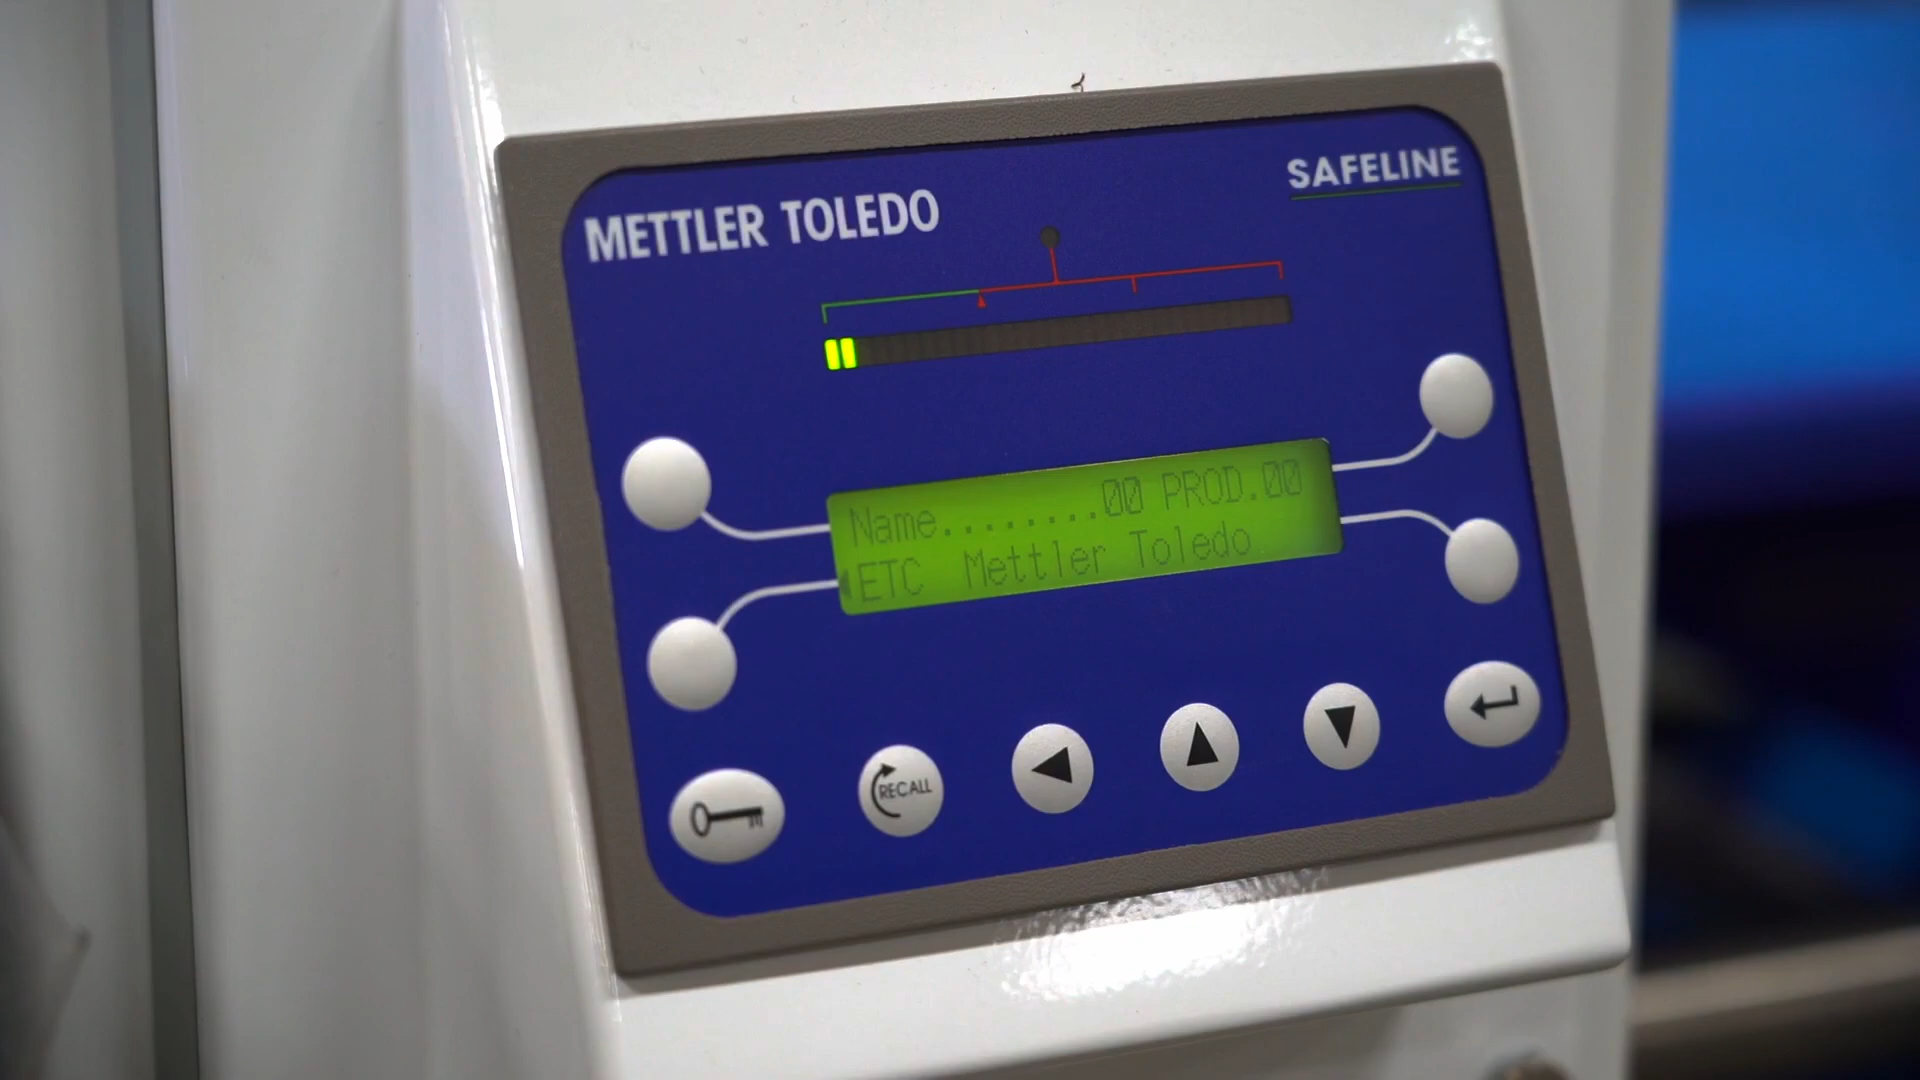 METTLER TOLEDO
SAFELINE
Name........00 PROD.00
ETC Mettler Toledo
RECALL